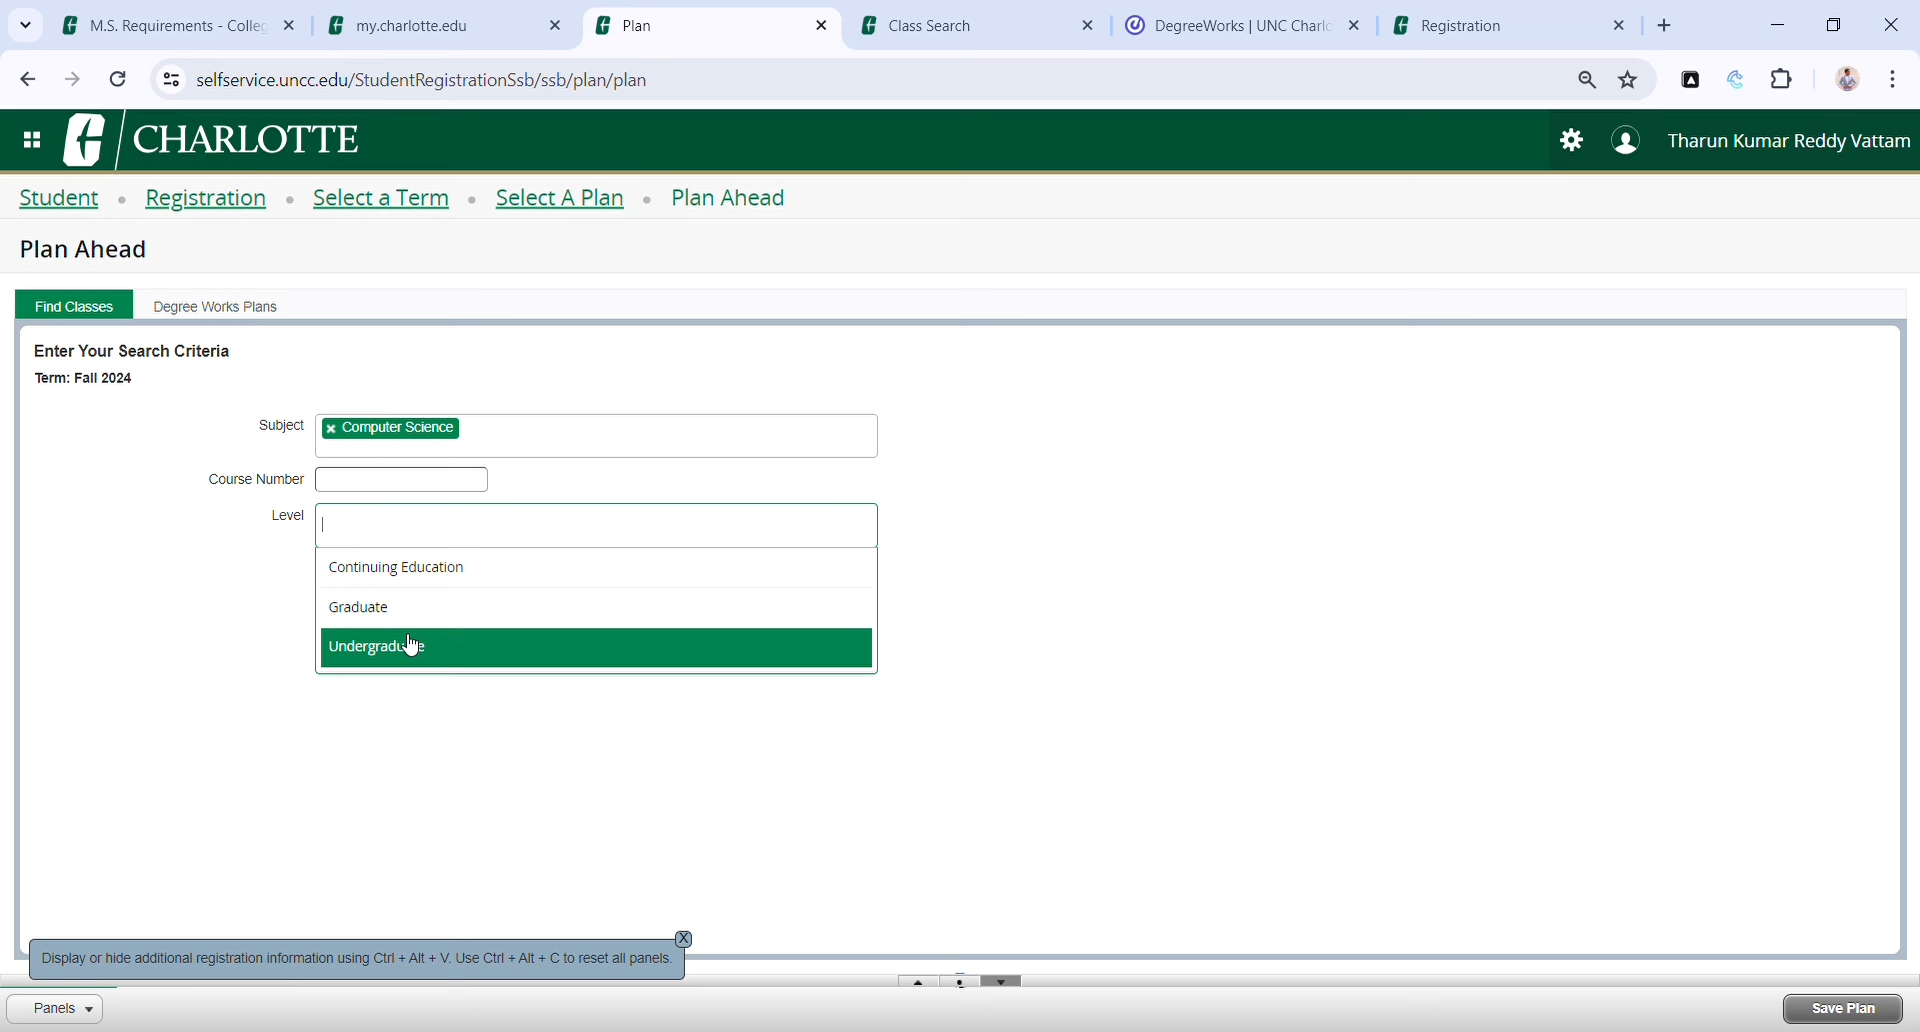 M.S. Requirements - Colleg
my.charlotte.edu
Plan
Class Search
DegreeWorks | UNC Charlo
Registration
selfservice.uncc.edu/StudentRegistrationSsb/ssb/plan/plan
CHARLOTTE
Tharun Kumar Reddy Vattam
Student • Registration • Select a Term • Select A Plan • Plan Ahead
Plan Ahead
Find Classes
Degree Works Plans
Enter Your Search Criteria
Term: Fall 2024
Subject
Computer Science
Course Number
Level
Continuing Education
Graduate
Undergraduate
Display or hide additional registration information using Ctrl + Alt + V. Use Ctrl + Alt + C to reset all panels.
X
Panels
Save Plan